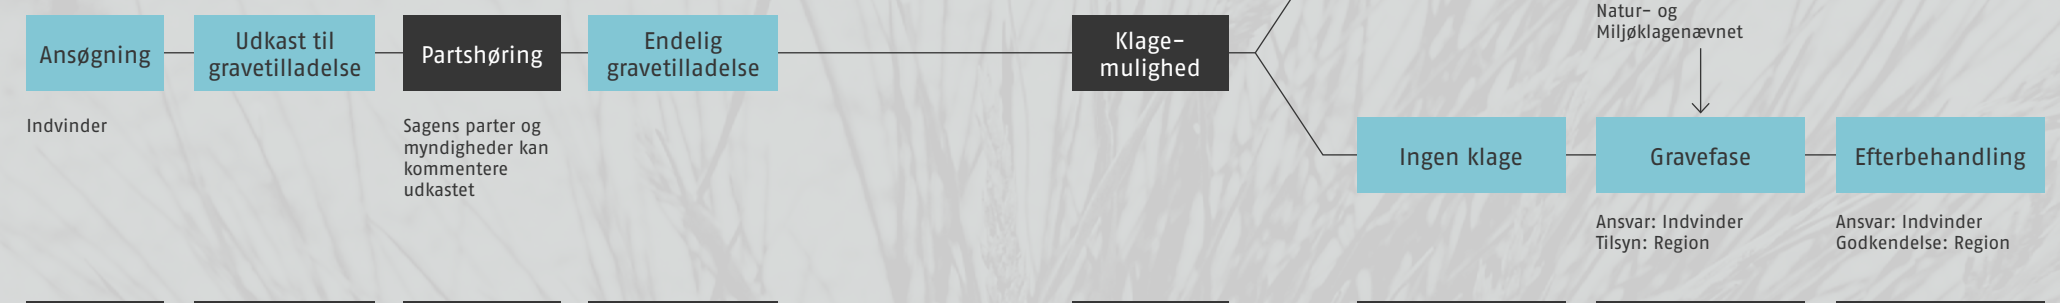 Ansøgning
Udkast til
gravetilladelse
Partshøring
Endelig
gravetilladelse
Klage-
mulighed
Natur- og
Miljøklagenævnet
Indvinder
Sagens parter og
myndigheder kan
kommentere
udkastet
Ingen klage
Gravefase
Efterbehandling
Ansvar: Indvinder
Tilsyn: Region
Ansvar: Indvinder
Godkendelse: Region